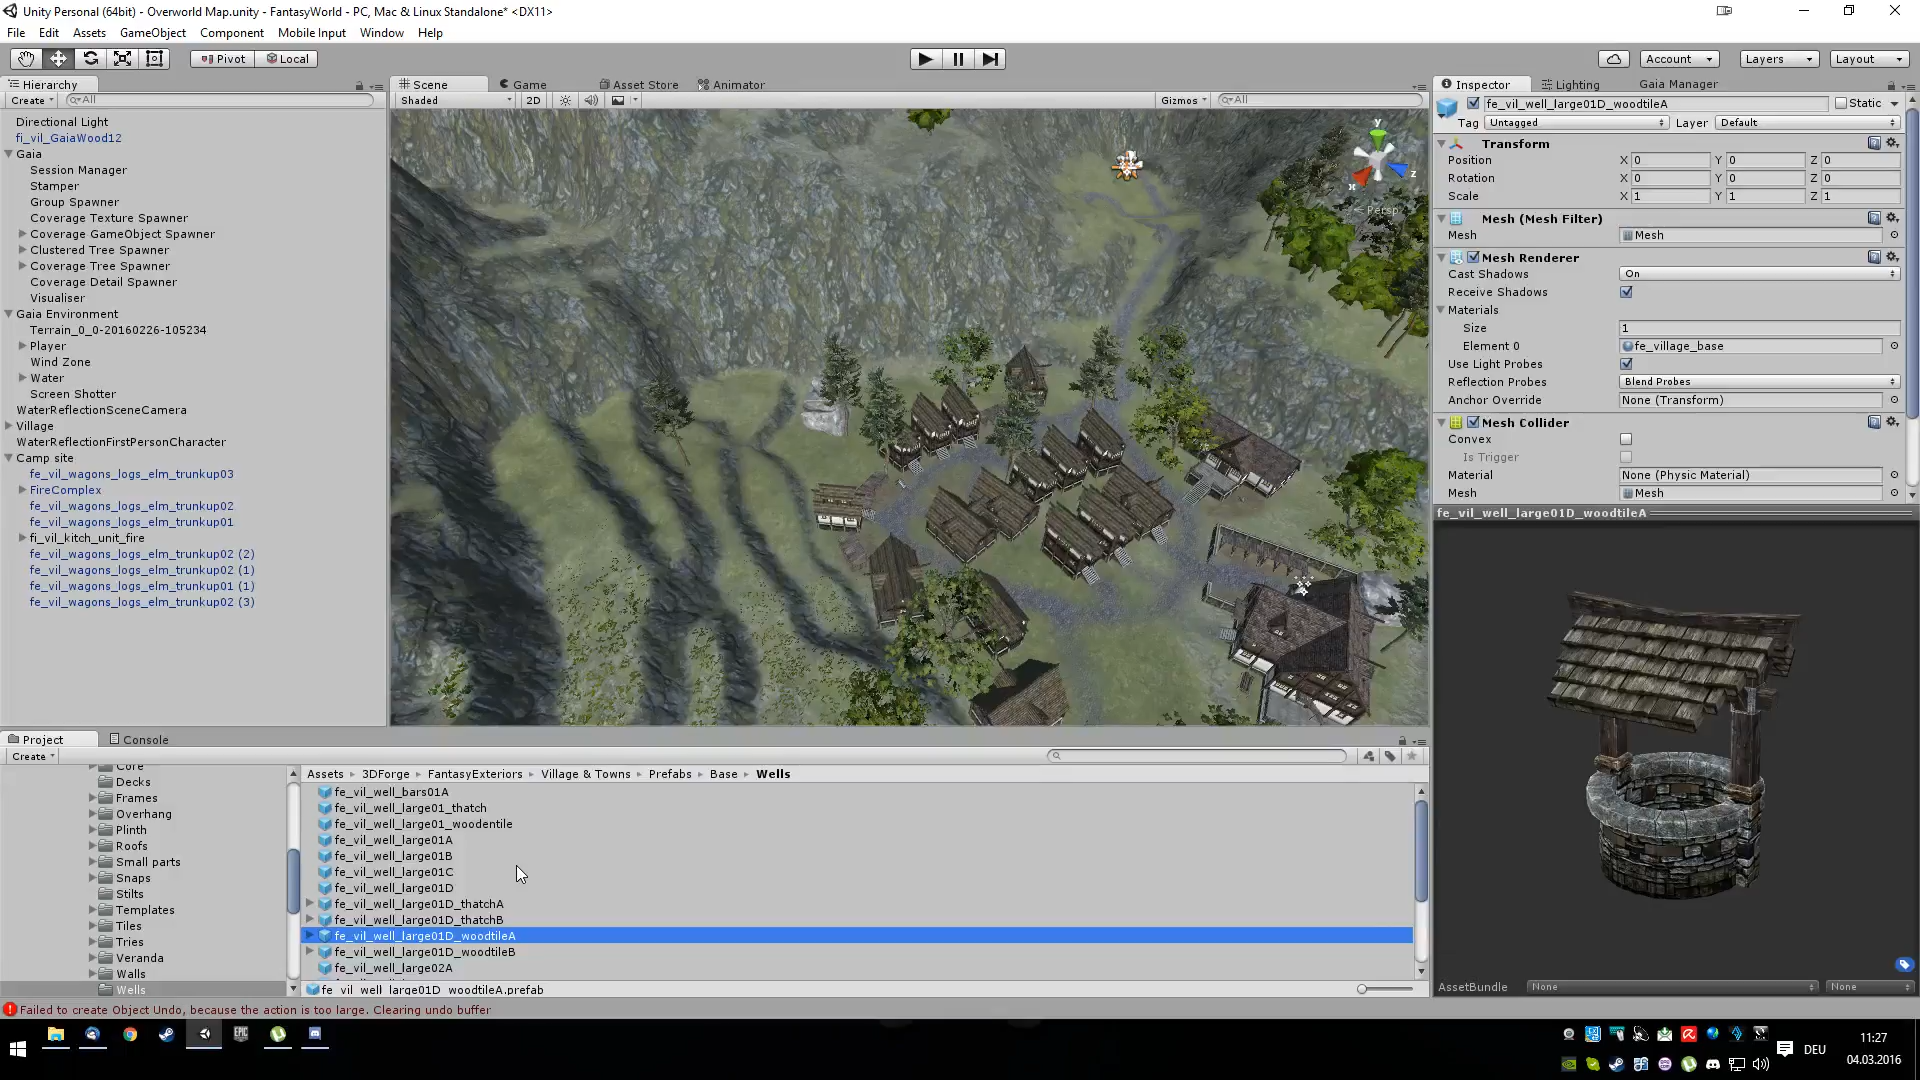 Unity Personal (64bit) - Overworld Map.unity - FantasyWorld - PC, Mac & Linux Standalone* <DX11>
File Edit Assets GameObject Component Mobile Input Window Help
Pivot Local Account Layers Layout
Hierarchy
Create All
Directional Light
fi_vil_GaiaWood12
Gaia
Session Manager
Stamper
Group Spawner
Coverage Texture Spawner
Coverage GameObject Spawner
Clustered Tree Spawner
Coverage Tree Spawner
Coverage Detail Spawner
Visualiser
Gaia Environment
Terrain_0_0-20160226-105234
Player
Wind Zone
Water
Screen Shotter
WaterReflectionSceneCamera
Village
WaterReflectionFirstPersonCharacter
Camp site
fe_vil_wagons_logs_elm_trunkup03
FireComplex
fe_vil_wagons_logs_elm_trunkup02
fe_vil_wagons_logs_elm_trunkup01
fi_vil_kitch_unit_fire
fe_vil_wagons_logs_elm_trunkup02 (2)
fe_vil_wagons_logs_elm_trunkup02 (1)
fe_vil_wagons_logs_elm_trunkup01 (1)
fe_vil_wagons_logs_elm_trunkup02 (3)
Scene Game Asset Store Animator
Shaded 2D Gizmos All
y
x z
Persp
Inspector Lighting Gaia Manager
fe_vil_well_large01D_woodtileA Static
Tag Untagged Layer Default
Transform
Position X 0 Y 0 Z 0
Rotation X 0 Y 0 Z 0
Scale X 1 Y 1 Z 1
Mesh (Mesh Filter)
Mesh Mesh
Mesh Renderer
Cast Shadows On
Receive Shadows
Materials
Size 1
Element 0 fe_village_base
Use Light Probes
Reflection Probes Blend Probes
Anchor Override None (Transform)
Mesh Collider
Convex
Is Trigger
Material None (Physic Material)
Mesh Mesh
fe_vil_well_large01D_woodtileA
AssetBundle None None
Project Console
Create
Core
Decks
Frames
Overhang
Plinth
Roofs
Small parts
Snaps
Stilts
Templates
Tiles
Tries
Veranda
Walls
Wells
Assets 3DForge FantasyExteriors Village & Towns Prefabs Base Wells
fe_vil_well_bars01A
fe_vil_well_large01_thatch
fe_vil_well_large01_woodentile
fe_vil_well_large01A
fe_vil_well_large01B
fe_vil_well_large01C
fe_vil_well_large01D
fe_vil_well_large01D_thatchA
fe_vil_well_large01D_thatchB
fe_vil_well_large01D_woodtileA
fe_vil_well_large01D_woodtileB
fe_vil_well_large02A
fe_vil_well_large01D_woodtileA.prefab
Failed to create Object Undo, because the action is too large. Clearing undo buffer
EPIC
DEU
11:27
04.03.2016